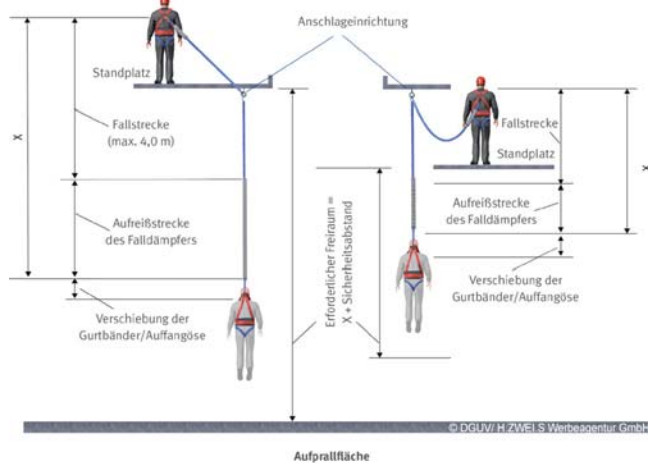 Anschlageinrichtung
Standplatz
Fallstrecke
(max. 4,0 m)
X
Aufreißstrecke
des Falldämpfers
Verschiebung der
Gurtbänder/Auffangöse
Erforderlicher Freiraum =
X + Sicherheitsabstand
Fallstrecke
Standplatz
X
Aufreißstrecke
des Falldämpfers
Verschiebung der
Gurtbänder/Auffangöse
© DGUV/ H.ZWEI.S Werbeagentur GmbH
Aufprallfläche